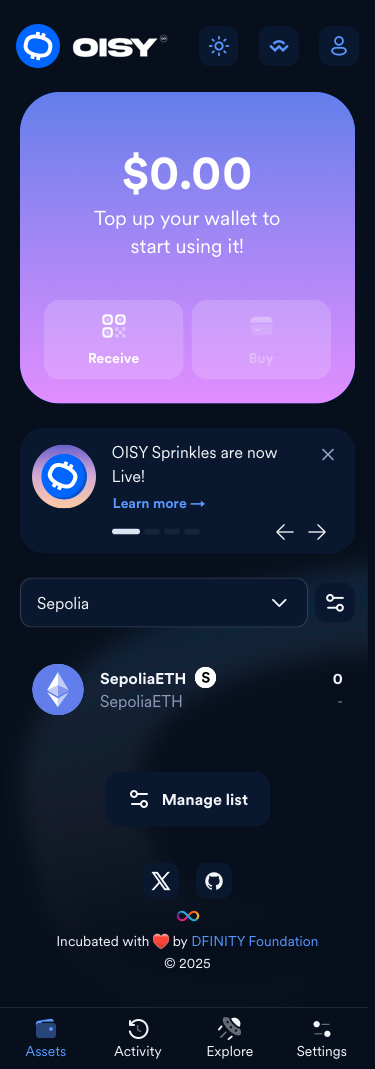 OISY
$0.00
Top up your wallet to
start using it!
Receive
Buy
OISY Sprinkles are now
Live!
Learn more →
Sepolia
SepoliaETH S
0
SepoliaETH
-
Manage list
Incubated with ❤️ by DFINITY Foundation
© 2025
Assets
Activity
Explore
Settings